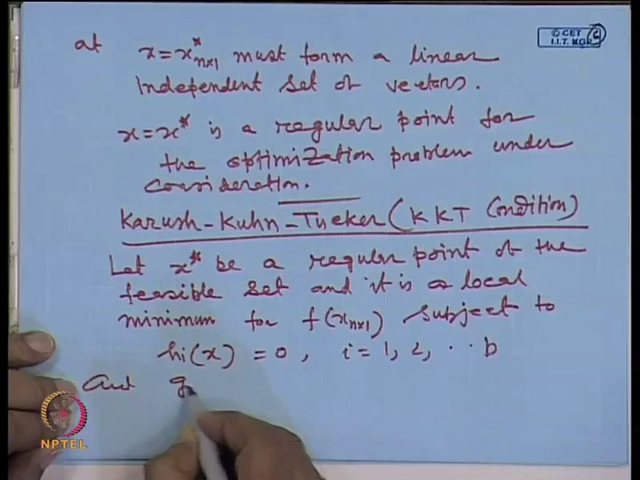 © CET
I.I.T. KGP
at x = x*ₙₓ₁ must form a linear
Independent set of vectors.
x = x* is a regular point for
the optimization problem under
consideration.
Karush-Kuhn-Tucker (KKT Condition)
Let x* be a regular point of the
feasible set and it is a local
minimum for f(xₙₓ₁) subject to
hi(x) = 0, i = 1, 2, .. p
and g
NPTEL